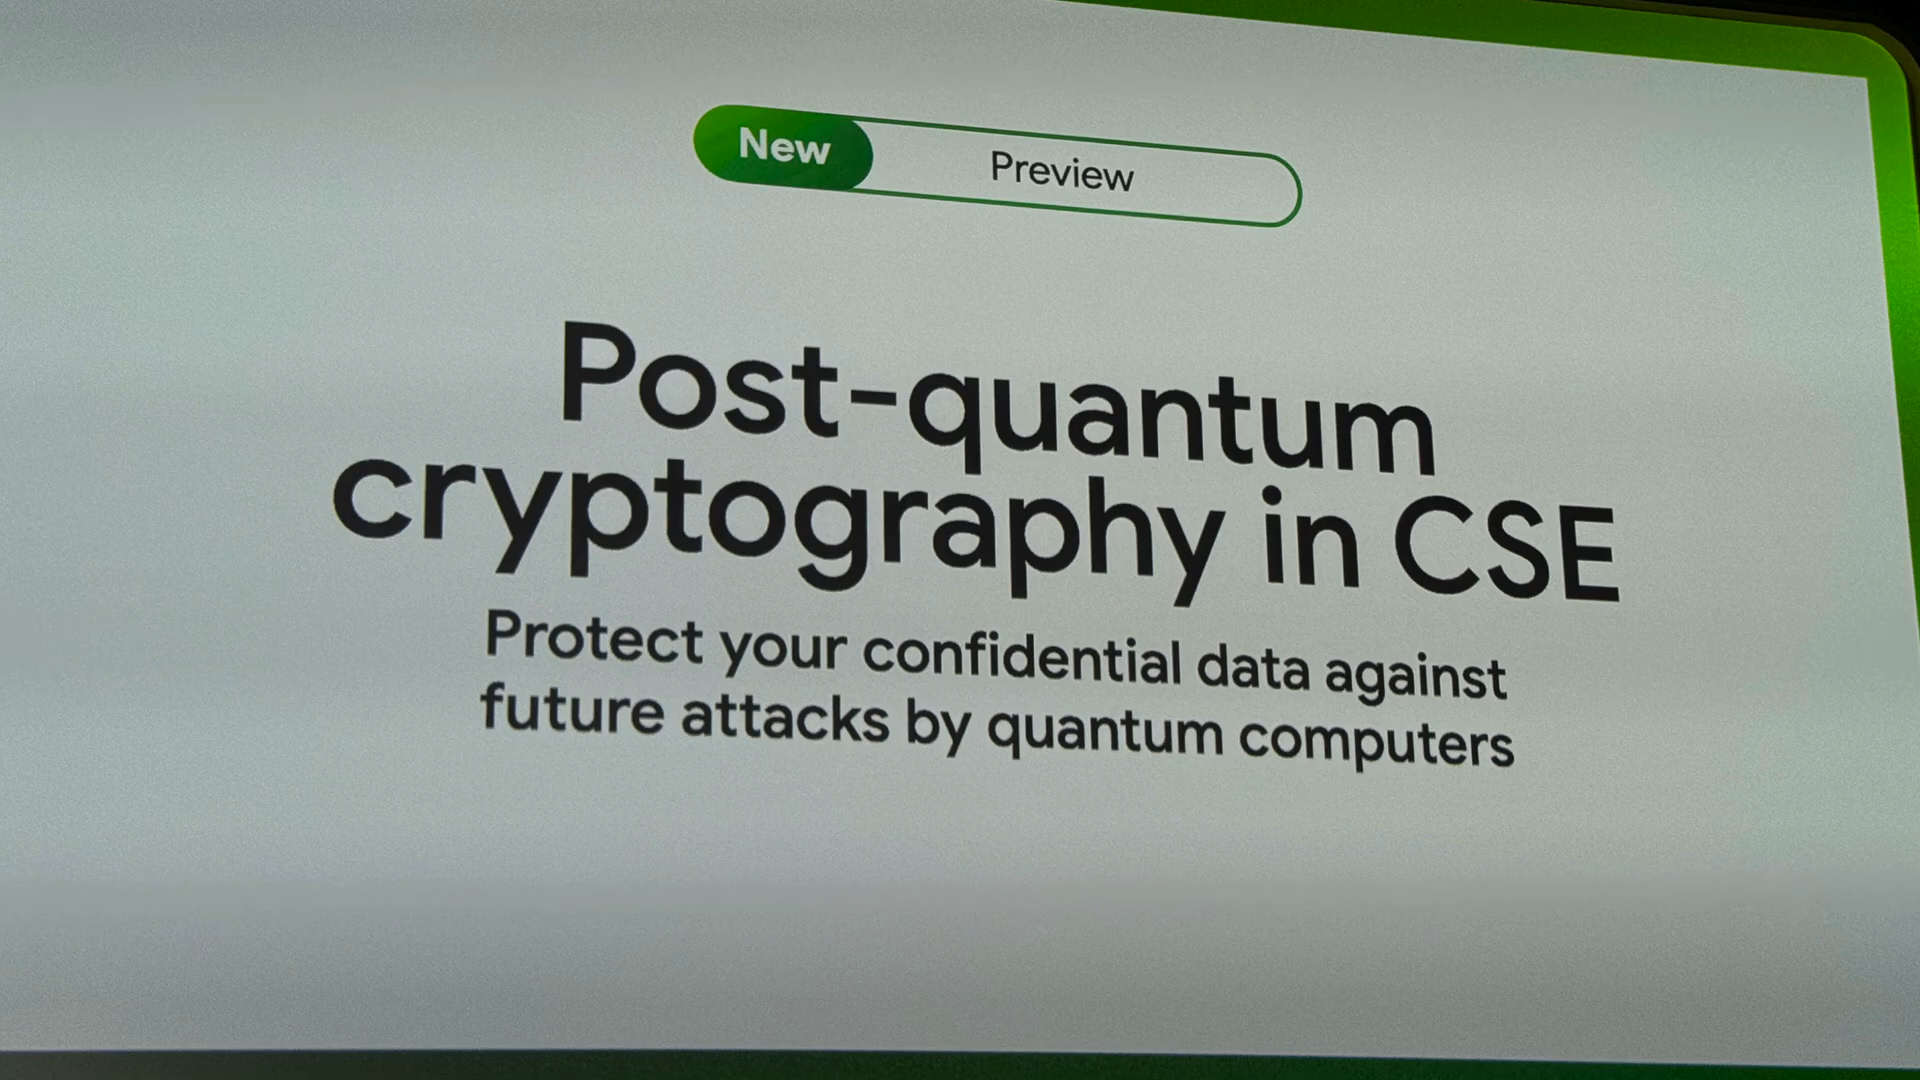 New Preview
Post-quantum
cryptography in CSE
Protect your confidential data against
future attacks by quantum computers